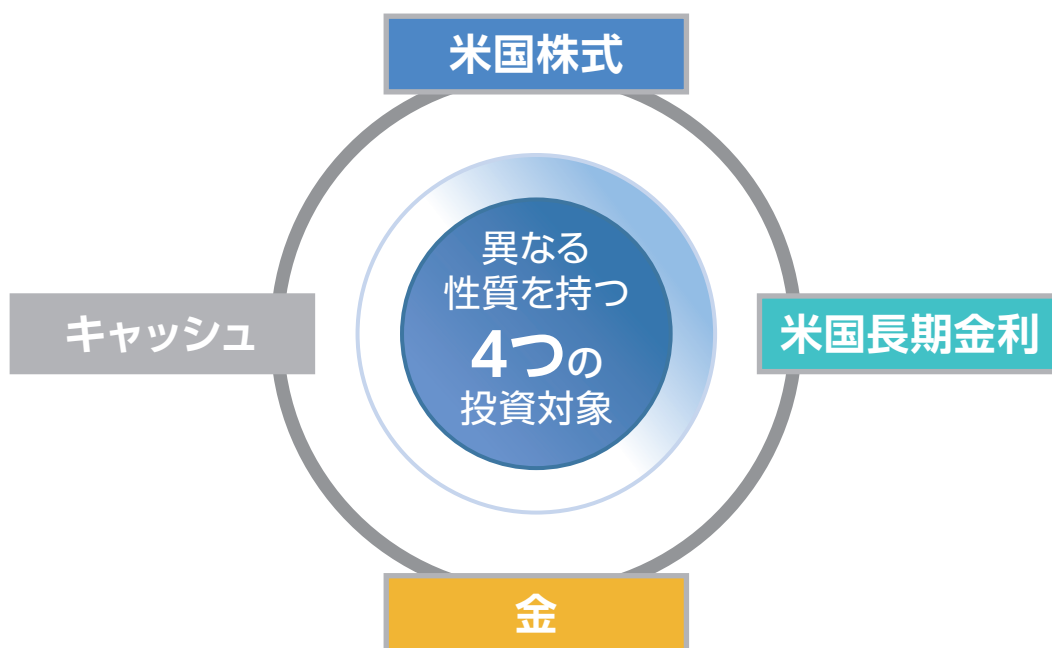 米国株式
異なる
性質を持つ
4つの
投資対象
キャッシュ
米国長期金利
金